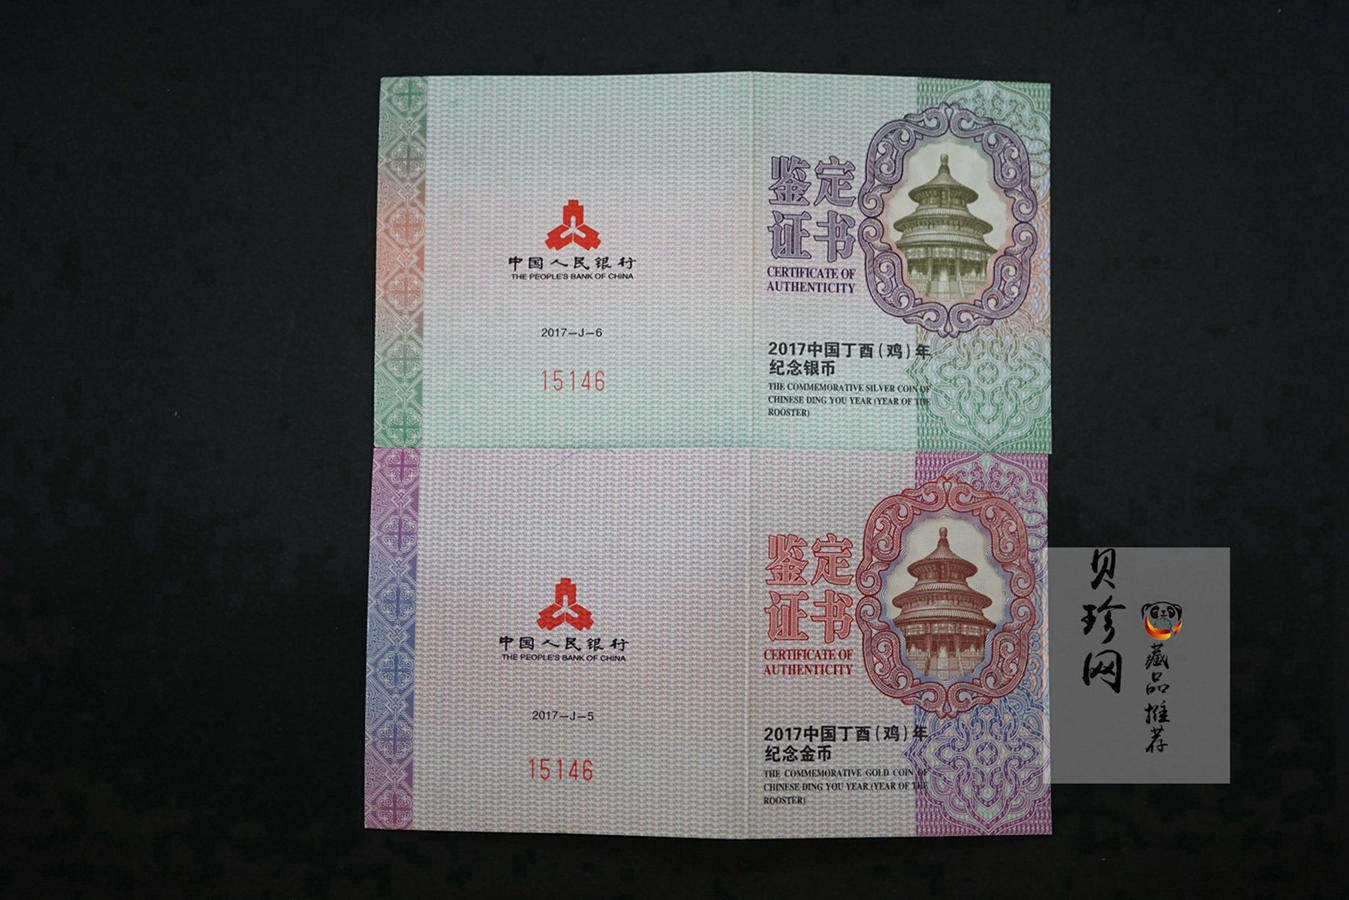 中国人民银行
THE PEOPLE'S BANK OF CHINA
2017—J—6
15146
鉴定
证书
CERTIFICATE OF
AUTHENTICITY
2017中国丁酉(鸡)年
纪念银币
THE COMMEMORATIVE SILVER COIN OF
CHINESE DING YOU YEAR (YEAR OF THE
ROOSTER)
中国人民银行
THE PEOPLE'S BANK OF CHINA
2017—J—5
15146
鉴定
证书
CERTIFICATE OF
AUTHENTICITY
2017中国丁酉(鸡)年
纪念金币
THE COMMEMORATIVE GOLD COIN OF
CHINESE DING YOU YEAR (YEAR OF THE
ROOSTER)
贝珍网
藏品推荐